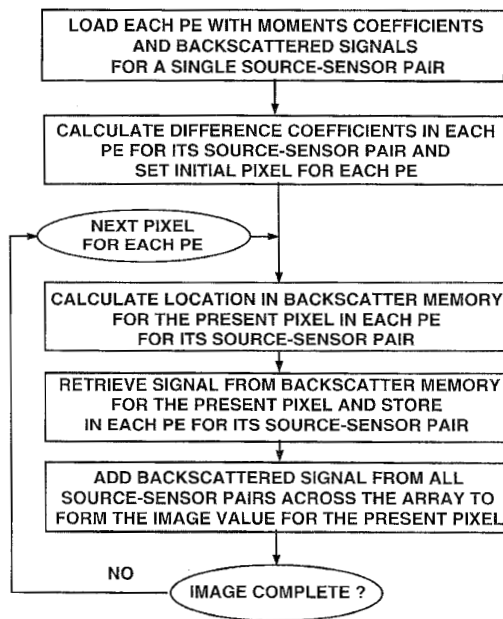 LOAD EACH PE WITH MOMENTS COEFFICIENTS
AND BACKSCATTERED SIGNALS
FOR A SINGLE SOURCE-SENSOR PAIR
CALCULATE DIFFERENCE COEFFICIENTS IN EACH
PE FOR ITS SOURCE-SENSOR PAIR AND
SET INITIAL PIXEL FOR EACH PE
NEXT PIXEL
FOR EACH PE
CALCULATE LOCATION IN BACKSCATTER MEMORY
FOR THE PRESENT PIXEL IN EACH PE
FOR ITS SOURCE-SENSOR PAIR
RETRIEVE SIGNAL FROM BACKSCATTER MEMORY
FOR THE PRESENT PIXEL AND STORE
IN EACH PE FOR ITS SOURCE-SENSOR PAIR
ADD BACKSCATTERED SIGNAL FROM ALL
SOURCE-SENSOR PAIRS ACROSS THE ARRAY TO
FORM THE IMAGE VALUE FOR THE PRESENT PIXEL
NO
IMAGE COMPLETE ?